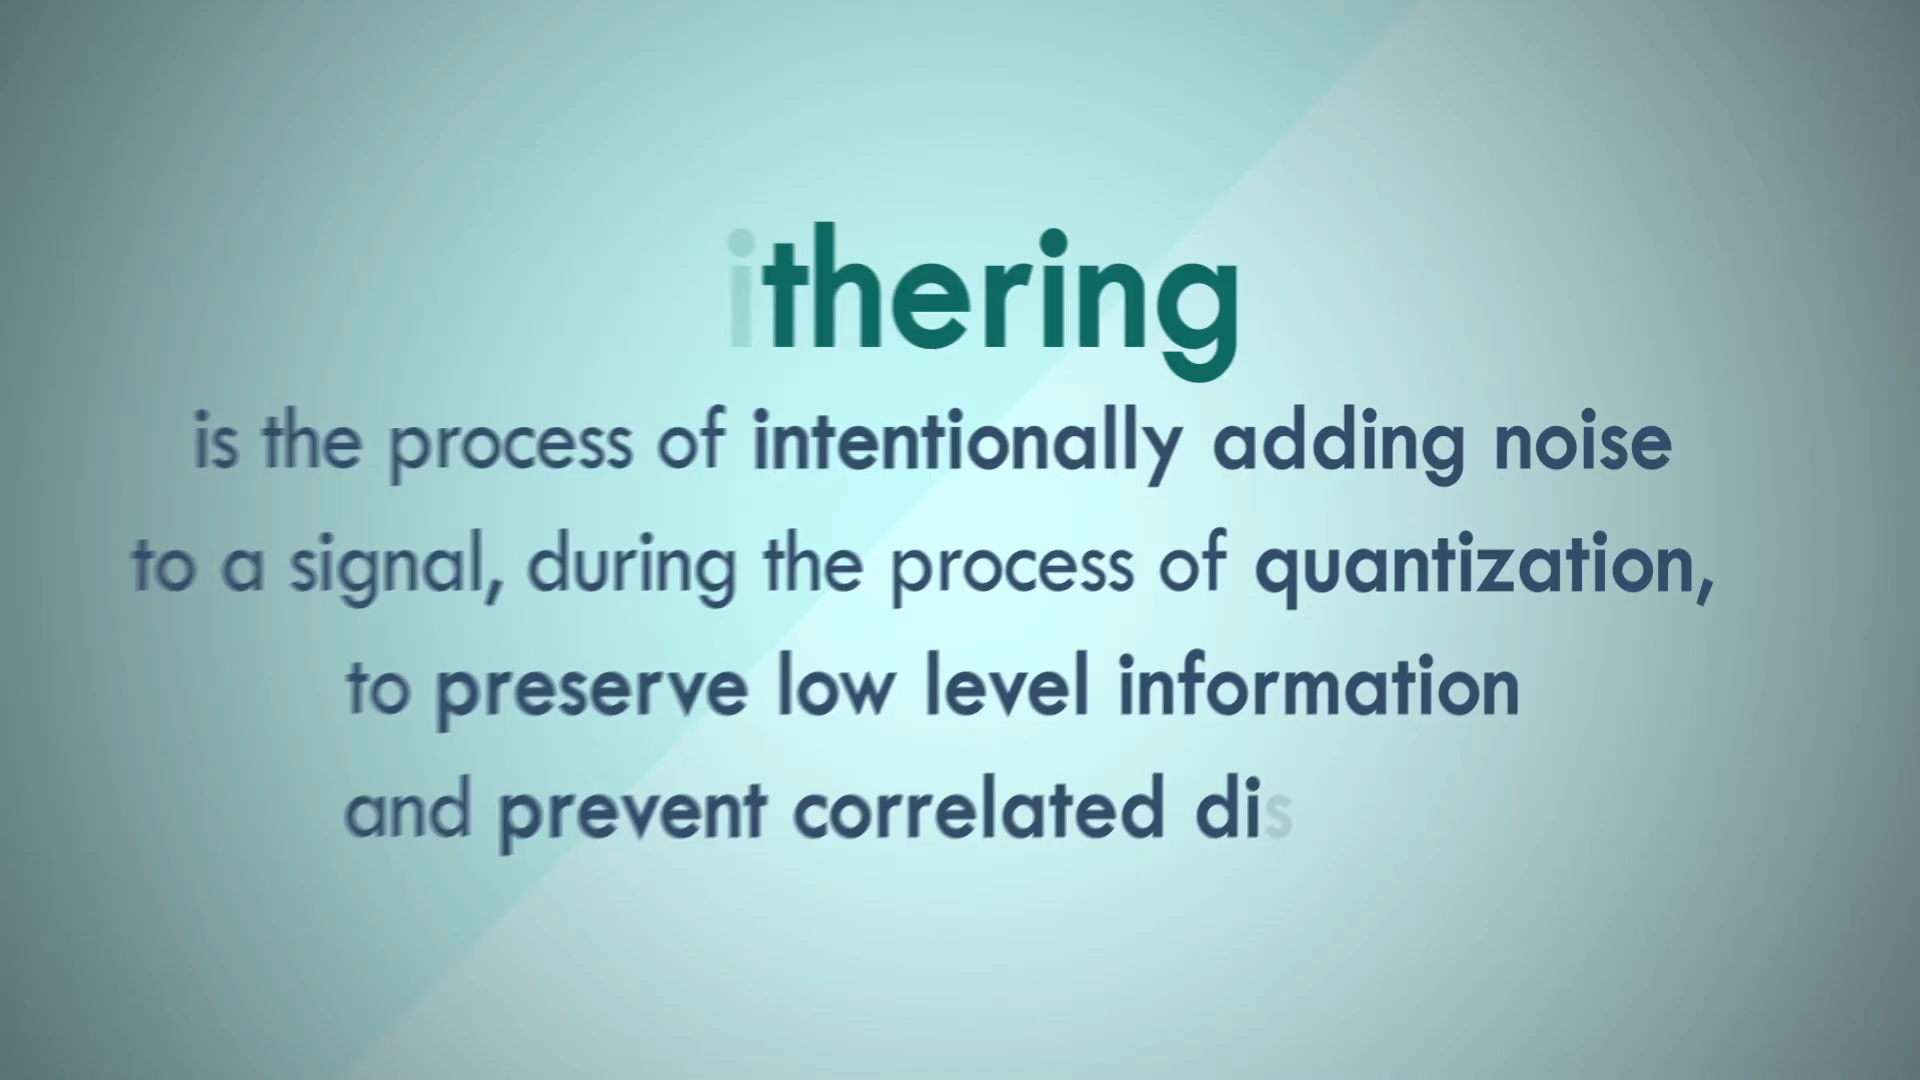 ithering
is the process of intentionally adding noise
to a signal, during the process of quantization,
to preserve low level information
and prevent correlated dis